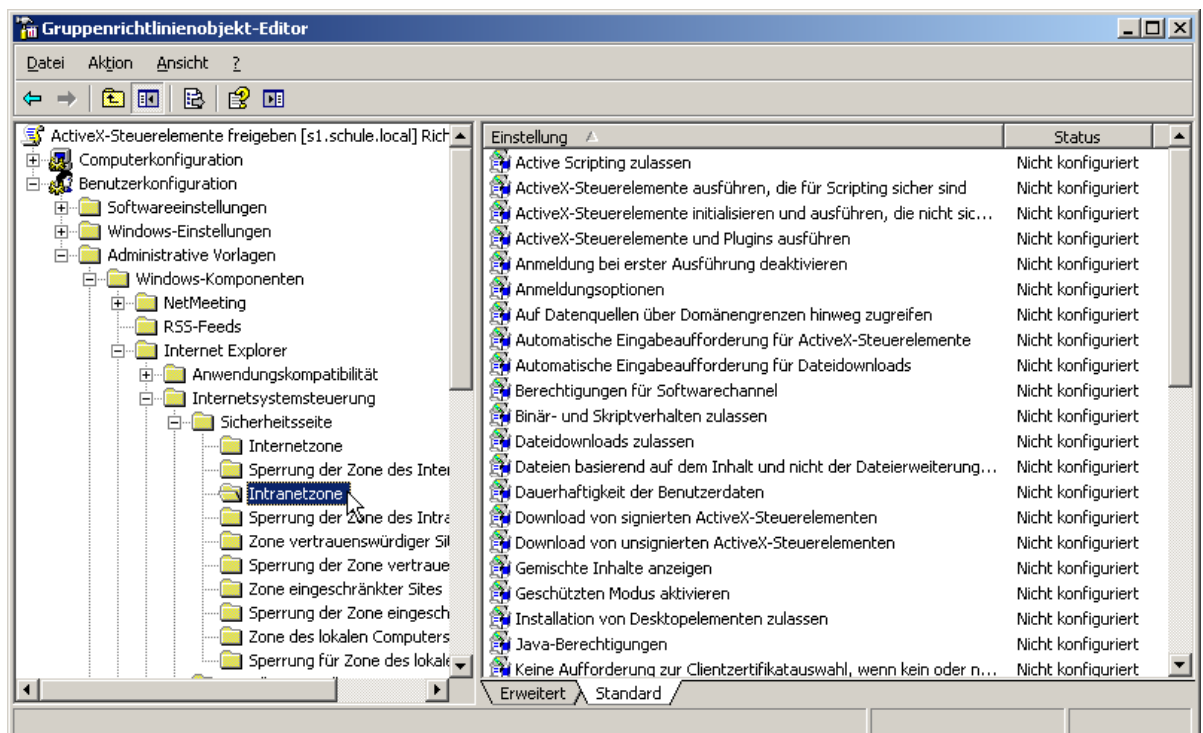 Gruppenrichtlinienobjekt-Editor
Datei Aktion Ansicht ?
ActiveX-Steuerelemente freigeben [s1.schule.local] Rich
Computerkonfiguration
Benutzerkonfiguration
Softwareeinstellungen
Windows-Einstellungen
Administrative Vorlagen
Windows-Komponenten
NetMeeting
RSS-Feeds
Internet Explorer
Anwendungskompatibilität
Internetsystemsteuerung
Sicherheitsseite
Internetzone
Sperrung der Zone des Inter
Intranetzone
Sperrung der Zone des Intra
Zone vertrauenswürdiger Sit
Sperrung der Zone vertraue
Zone eingeschränkter Sites
Sperrung der Zone eingesch
Zone des lokalen Computers
Sperrung für Zone des lokale
Einstellung Status
Active Scripting zulassen Nicht konfiguriert
ActiveX-Steuerelemente ausführen, die für Scripting sicher sind Nicht konfiguriert
ActiveX-Steuerelemente initialisieren und ausführen, die nicht sic... Nicht konfiguriert
ActiveX-Steuerelemente und Plugins ausführen Nicht konfiguriert
Anmeldung bei erster Ausführung deaktivieren Nicht konfiguriert
Anmeldungsoptionen Nicht konfiguriert
Auf Datenquellen über Domänengrenzen hinweg zugreifen Nicht konfiguriert
Automatische Eingabeaufforderung für ActiveX-Steuerelemente Nicht konfiguriert
Automatische Eingabeaufforderung für Dateidownloads Nicht konfiguriert
Berechtigungen für Softwarechannel Nicht konfiguriert
Binär- und Skriptverhalten zulassen Nicht konfiguriert
Dateidownloads zulassen Nicht konfiguriert
Dateien basierend auf dem Inhalt und nicht der Dateierweiterung... Nicht konfiguriert
Dauerhaftigkeit der Benutzerdaten Nicht konfiguriert
Download von signierten ActiveX-Steuerelementen Nicht konfiguriert
Download von unsignierten ActiveX-Steuerelementen Nicht konfiguriert
Gemischte Inhalte anzeigen Nicht konfiguriert
Geschützten Modus aktivieren Nicht konfiguriert
Installation von Desktopelementen zulassen Nicht konfiguriert
Java-Berechtigungen Nicht konfiguriert
Keine Aufforderung zur Clientzertifikatauswahl, wenn kein oder n... Nicht konfiguriert
Erweitert Standard